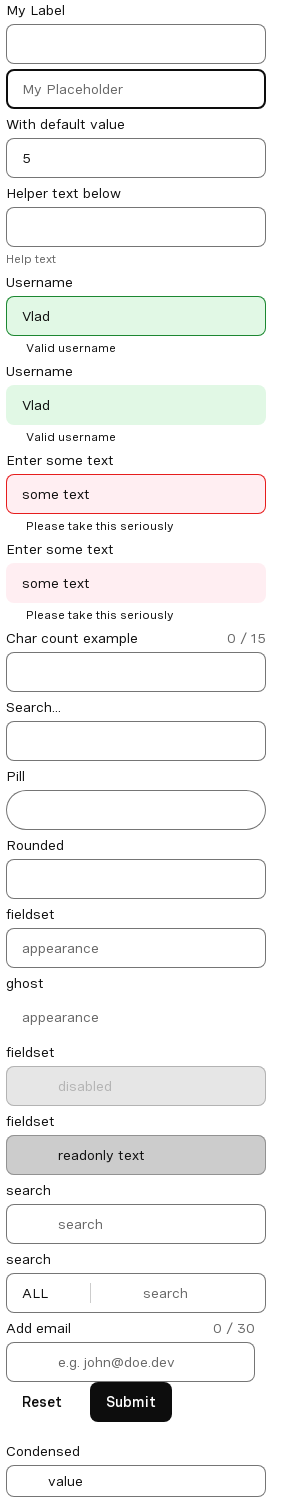 My Label
My Placeholder
With default value
5
Helper text below
Help text
Username
Vlad
Valid username
Username
Vlad
Valid username
Enter some text
some text
Please take this seriously
Enter some text
some text
Please take this seriously
Char count example 0 / 15
Search...
Pill
Rounded
fieldset
appearance
ghost
appearance
fieldset
disabled
fieldset
readonly text
search
search
search
ALL search
Add email 0 / 30
e.g. john@doe.dev
Reset Submit
Condensed
value